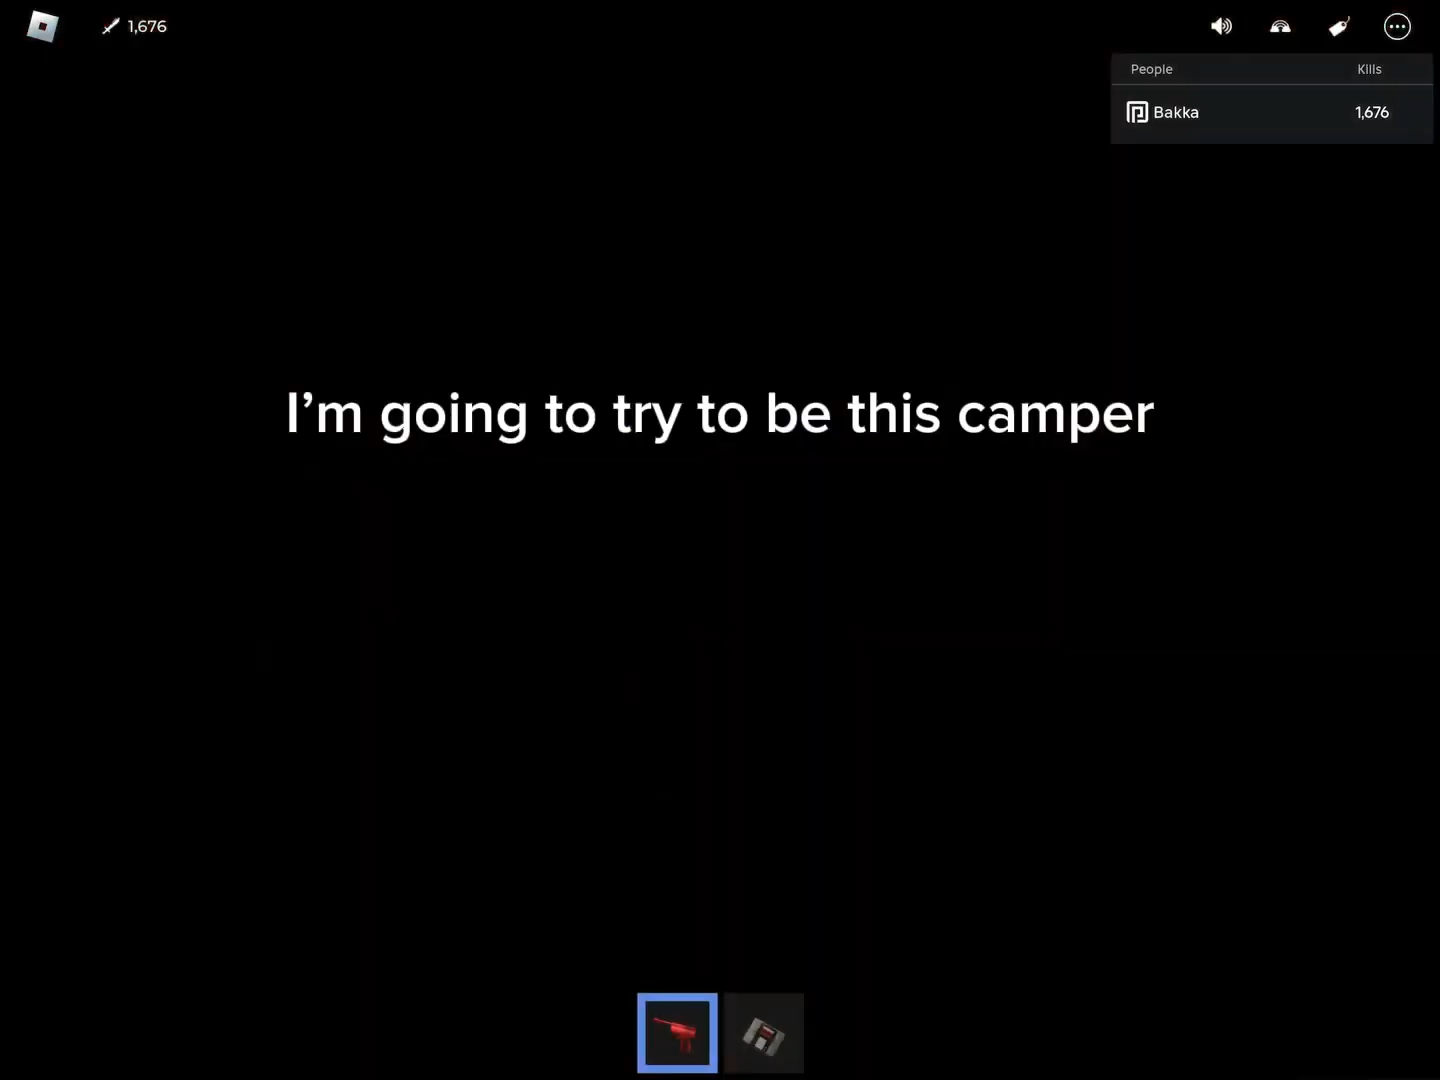 1,676
People Kills
Bakka 1,676
I’m going to try to be this camper